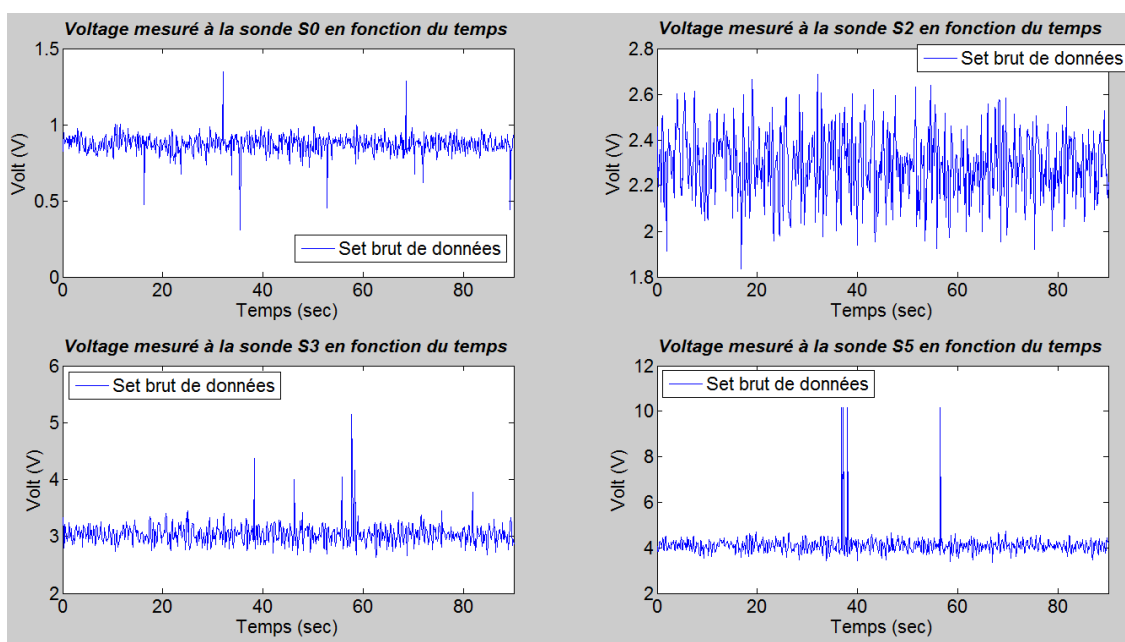 Voltage mesuré à la sonde S0 en fonction du temps
1.5
1
0.5
0
Volt (V)
Set brut de données
0 20 40 60 80
Temps (sec)
Voltage mesuré à la sonde S2 en fonction du temps
Set brut de données
2.8
2.6
2.4
2.2
2
1.8
Volt (V)
0 20 40 60 80
Temps (sec)
Voltage mesuré à la sonde S3 en fonction du temps
Set brut de données
6
5
4
3
2
Volt (V)
0 20 40 60 80
Temps (sec)
Voltage mesuré à la sonde S5 en fonction du temps
Set brut de données
12
10
8
6
4
2
Volt (V)
0 20 40 60 80
Temps (sec)